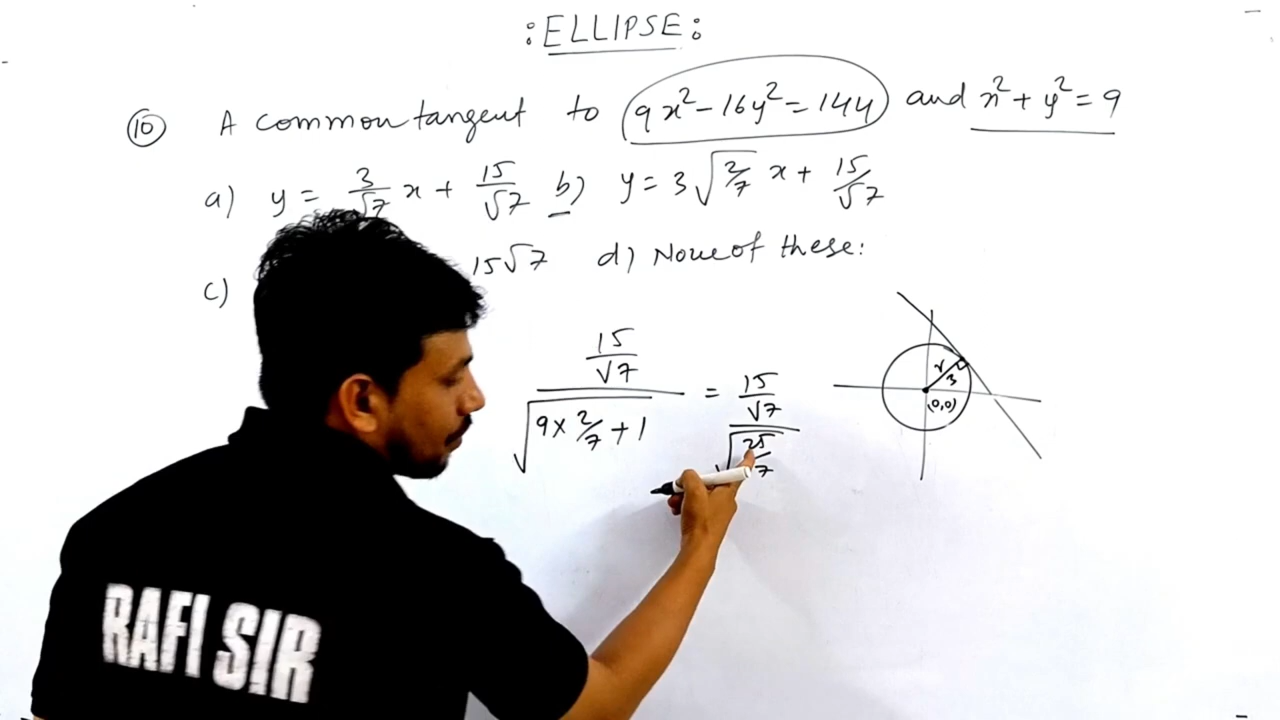 : ELLIPSE :
10 A common tangent to 9x² - 16y² = 144 and x² + y² = 9
a) y = 3/√7 x + 15/√7 b) y = 3√2/7 x + 15/√7
c) 15√7 d) None of these:
15/√7 / √(9 × 2/7 + 1) = 15/√7 / √25/7
r
3
(0,0)
RAFI SIR